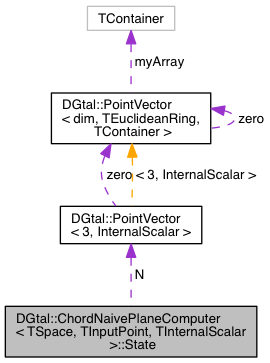 TContainer
myArray
DGtal::PointVector
< dim, TEuclideanRing,
TContainer >
zero
zero
< 3, InternalScalar >
DGtal::PointVector
< 3, InternalScalar >
N
DGtal::ChordNaivePlaneComputer
< TSpace, TInputPoint, TInternalScalar
>::State